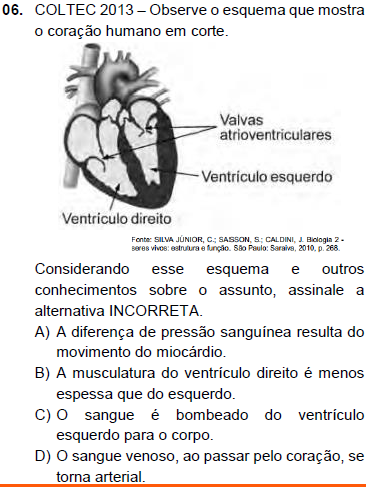 06. COLTEC 2013 – Observe o esquema que mostra
o coração humano em corte.
Valvas
atrioventriculares
Ventrículo esquerdo
Ventrículo direito
Fonte: SILVA JÚNIOR, C.; SASSON, S.; CALDINI, J. Biologia 2 -
seres vivos: estrutura e função. São Paulo: Saraiva, 2010, p. 268.
Considerando esse esquema e outros
conhecimentos sobre o assunto, assinale a
alternativa INCORRETA.
A) A diferença de pressão sanguínea resulta do
movimento do miocárdio.
B) A musculatura do ventrículo direito é menos
espessa que do esquerdo.
C) O sangue é bombeado do ventrículo
esquerdo para o corpo.
D) O sangue venoso, ao passar pelo coração, se
torna arterial.